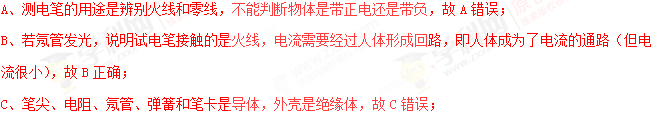 A、测电笔的用途是辨别火线和零线，不能判断物体是带正电还是带负，故 A 错误；
B、若氖管发光，说明试电笔接触的是火线，电流需要经过人体形成回路，即人体成为了电流的通路（但电
流很小），故 B 正确；
C、笔尖、电阻、氖管、弹簧和笔卡是导体，外壳是绝缘体，故 C 错误；